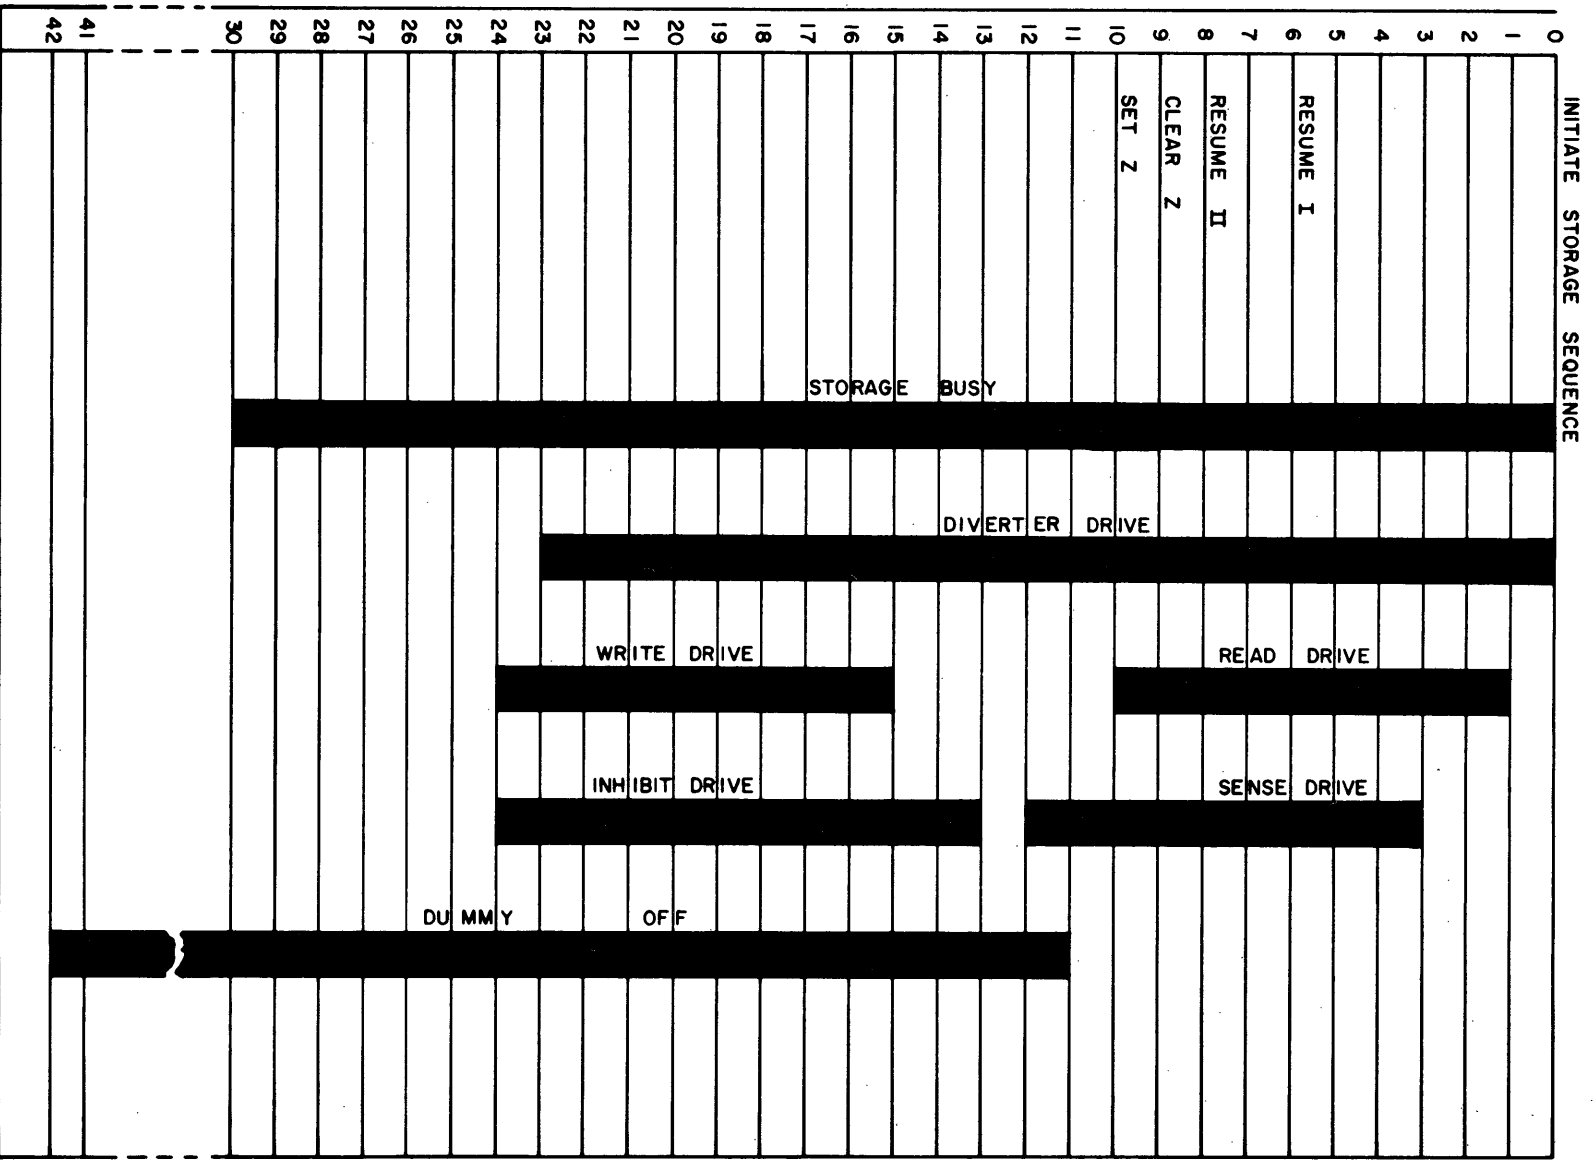 42 41 30 29 28 27 26 25 24 23 22 21 20 19 18 17 16 15 14 13 12 11 10 9 8 7 6 5 4 3 2 1 0
INITIATE STORAGE SEQUENCE
RESUME I
RESUME II
CLEAR Z
SET Z
STORAGE BUSY
DIVERTER DRIVE
WRITE DRIVE
READ DRIVE
INHIBIT DRIVE
SENSE DRIVE
DUMMY OFF